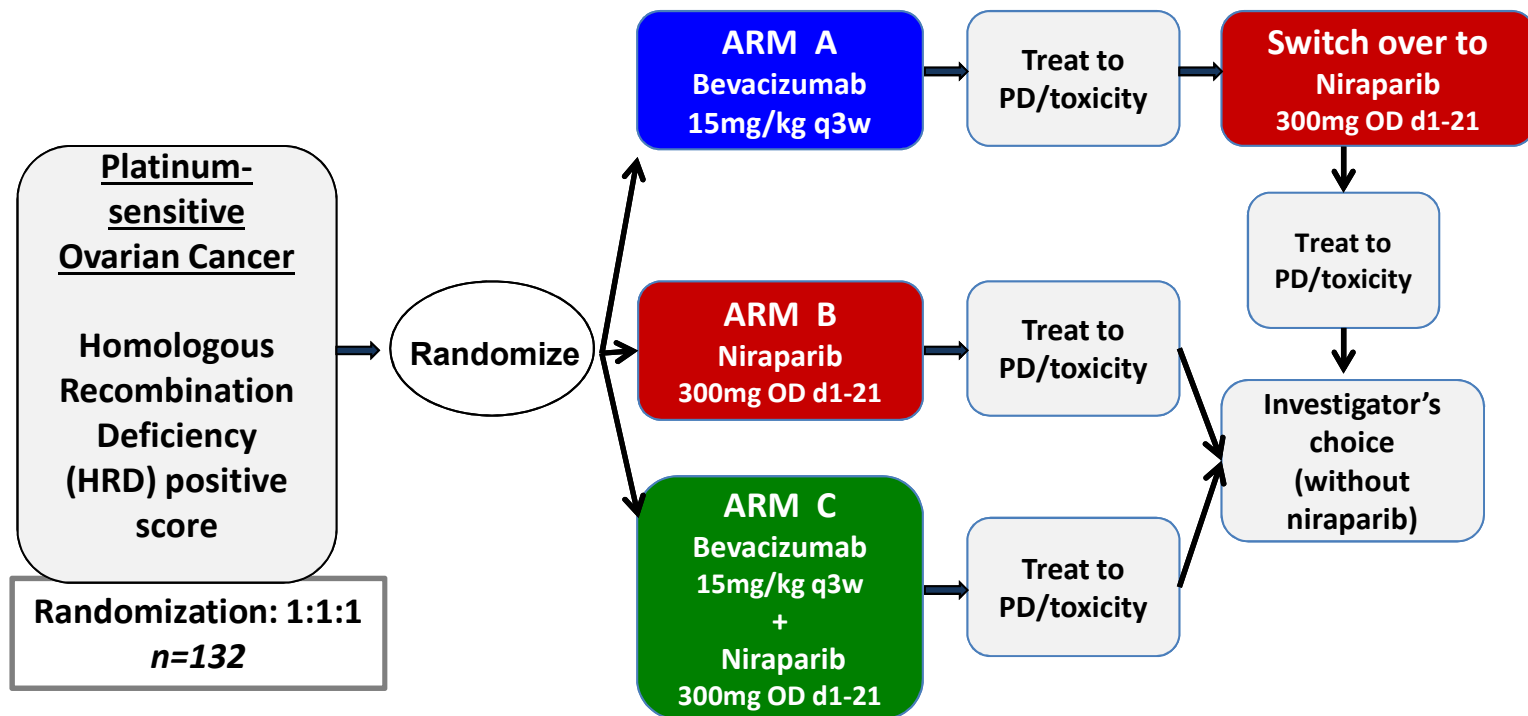 Platinum-
sensitive
Ovarian Cancer
Homologous
Recombination
Deficiency
(HRD) positive
score
Randomization: 1:1:1
n=132
Randomize
ARM A
Bevacizumab
15mg/kg q3w
Treat to
PD/toxicity
Switch over to
Niraparib
300mg OD d1-21
Treat to
PD/toxicity
ARM B
Niraparib
300mg OD d1-21
Treat to
PD/toxicity
ARM C
Bevacizumab
15mg/kg q3w
+
Niraparib
300mg OD d1-21
Treat to
PD/toxicity
Investigator’s
choice
(without
niraparib)